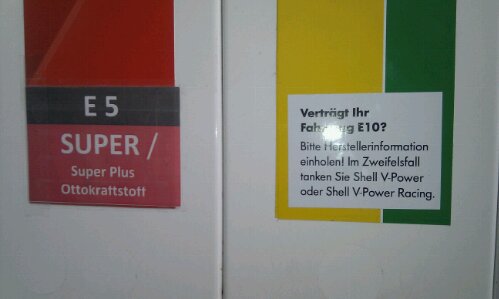 E 5
SUPER /
Super Plus
Ottokraftstoff
Verträgt Ihr
Fahrzeug E10?
Bitte Herstellerinformation
einholen! Im Zweifelsfall
tanken Sie Shell V-Power
oder Shell V-Power Racing.